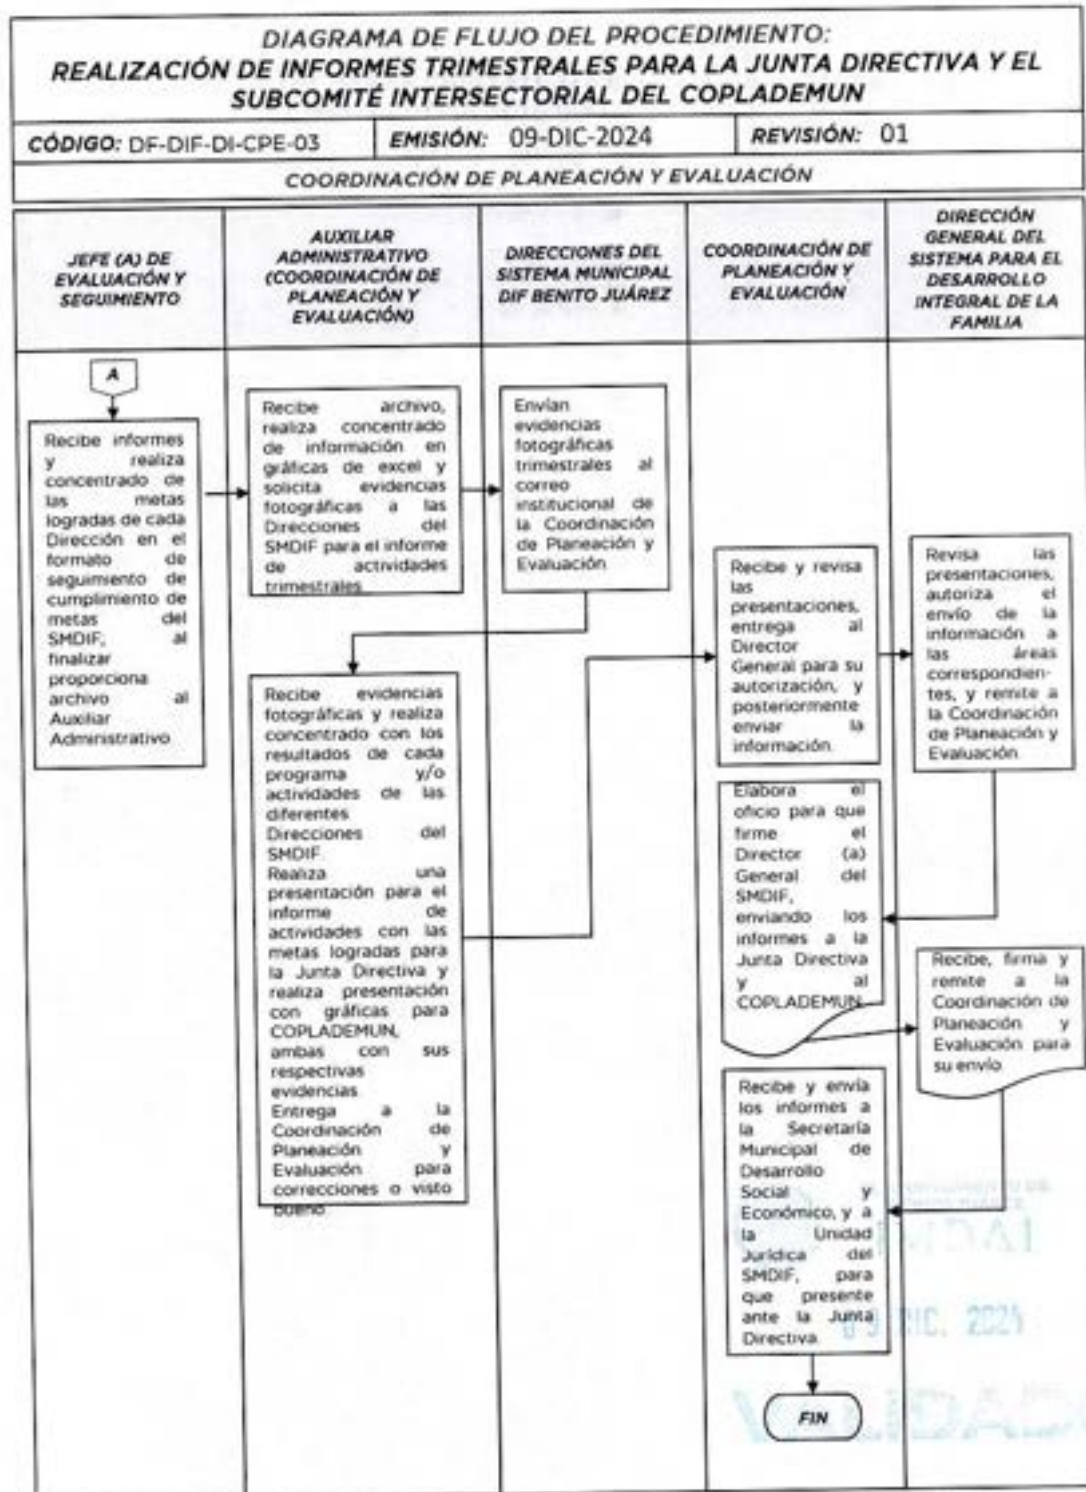 DIAGRAMA DE FLUJO DEL PROCEDIMIENTO:
REALIZACIÓN DE INFORMES TRIMESTRALES PARA LA JUNTA DIRECTIVA Y EL
SUBCOMITÉ INTERSECTORIAL DEL COPLADEMUN
CÓDIGO: DF-DIF-DI-CPE-03
EMISIÓN: 09-DIC-2024
REVISIÓN: 01
COORDINACIÓN DE PLANEACIÓN Y EVALUACIÓN
JEFE (A) DE
EVALUACIÓN Y
SEGUIMIENTO
AUXILIAR
ADMINISTRATIVO
(COORDINACIÓN DE
PLANEACIÓN Y
EVALUACIÓN)
DIRECCIONES DEL
SISTEMA MUNICIPAL
DIF BENITO JUÁREZ
COORDINACIÓN DE
PLANEACIÓN Y
EVALUACIÓN
DIRECCIÓN
GENERAL DEL
SISTEMA PARA EL
DESARROLLO
INTEGRAL DE LA
FAMILIA
A
Recibe informes
y realiza
concentrado de
las metas
logradas de cada
Dirección en el
formato de
seguimiento de
cumplimiento de
metas del
SMDIF, al
finalizar
proporciona
archivo al
Auxiliar
Administrativo
Recibe archivo,
realiza concentrado
de información en
gráficas de excel y
solicita evidencias
fotográficas a las
Direcciones del
SMDIF para el informe
de actividades
trimestrales.
Envían
evidencias
fotográficas
trimestrales al
correo
institucional de
la Coordinación
de Planeación y
Evaluación.
Recibe evidencias
fotográficas y realiza
concentrado con los
resultados de cada
programa y/o
actividades de las
diferentes
Direcciones del
SMDIF.
Realiza una
presentación para el
informe de
actividades con las
metas logradas para
la Junta Directiva y
realiza presentación
con gráficas para
COPLADEMUN,
ambas con sus
respectivas
evidencias.
Entrega a la
Coordinación de
Planeación y
Evaluación para
correcciones o visto
bueno
Recibe y revisa
las
presentaciones,
entrega al
Director
General para su
autorización, y
posteriormente
enviar la
información.
Revisa las
presentaciones,
autoriza el
envío de la
información a
las áreas
correspondien-
tes, y remite a
la Coordinación
de Planeación y
Evaluación.
Elabora el
oficio para que
firme el
Director (a)
General del
SMDIF,
enviando los
informes a la
Junta Directiva
y al
COPLADEMUN.
Recibe, firma y
remite a la
Coordinación de
Planeación y
Evaluación para
su envío.
Recibe y envía
los informes a
la Secretaría
Municipal de
Desarrollo
Social y
Económico, y a
la Unidad
Jurídica del
SMDIF, para
que presente
ante la Junta
Directiva.
FIN
DIC. 2024